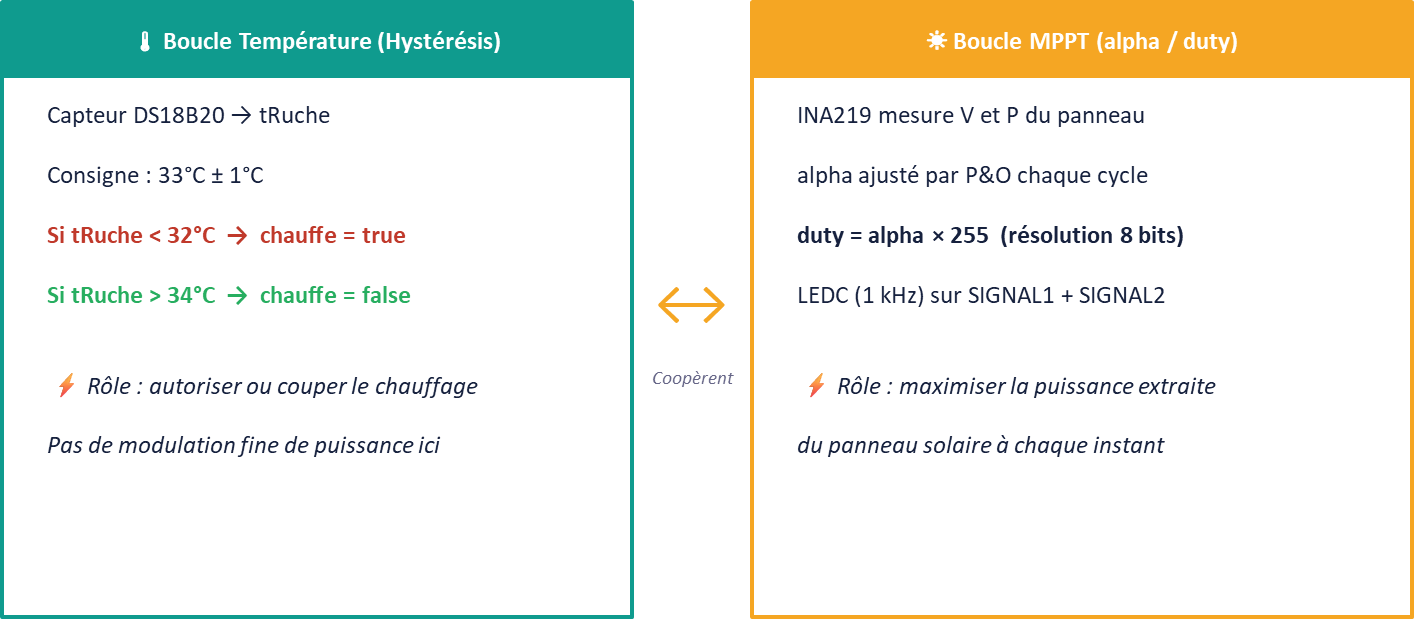 🌡 Boucle Température (Hystérésis)
Capteur DS18B20 → tRuche
Consigne : 33°C ± 1°C
Si tRuche < 32°C → chauffe = true
Si tRuche > 34°C → chauffe = false
⚡ Rôle : autoriser ou couper le chauffage
Pas de modulation fine de puissance ici
Coopèrent
☀ Boucle MPPT (alpha / duty)
INA219 mesure V et P du panneau
alpha ajusté par P&O chaque cycle
duty = alpha × 255 (résolution 8 bits)
LEDC (1 kHz) sur SIGNAL1 + SIGNAL2
⚡ Rôle : maximiser la puissance extraite
du panneau solaire à chaque instant